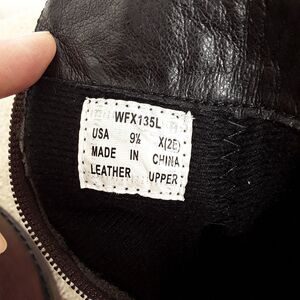 WFX135L
USA 9½ X(2E)
MADE IN CHINA
LEATHER UPPER